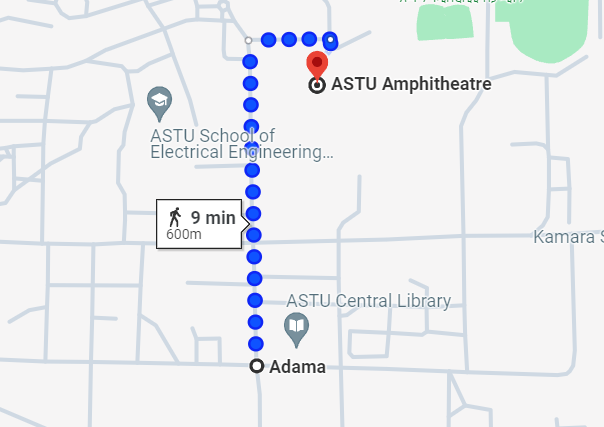 ASTU Amphitheatre
ASTU School of
Electrical Engineering...
9 min
600m
Kamara S
ASTU Central Library
Adama